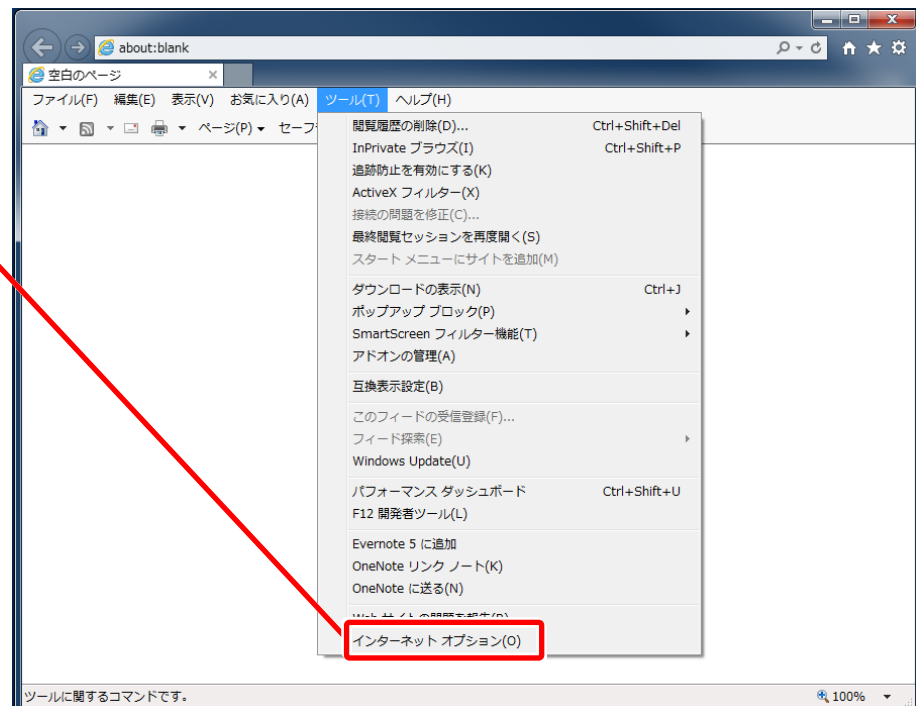 about:blank
空白のページ
ファイル(F) 編集(E) 表示(V) お気に入り(A) ツール(T) ヘルプ(H)
ページ(P) セーフ
閲覧履歴の削除(D)... Ctrl+Shift+Del
InPrivate ブラウズ(I) Ctrl+Shift+P
追跡防止を有効にする(K)
ActiveX フィルター(X)
接続の問題を修正(C)...
最終閲覧セッションを再度開く(S)
スタート メニューにサイトを追加(M)
ダウンロードの表示(N) Ctrl+J
ポップアップ ブロック(P)
SmartScreen フィルター機能(T)
アドオンの管理(A)
互換表示設定(B)
このフィードの受信登録(F)...
フィード探索(E)
Windows Update(U)
パフォーマンス ダッシュボード Ctrl+Shift+U
F12 開発者ツール(L)
Evernote 5 に追加
OneNote リンク ノート(K)
OneNote に送る(N)
インターネット オプション(O)
ツールに関するコマンドです。 100%